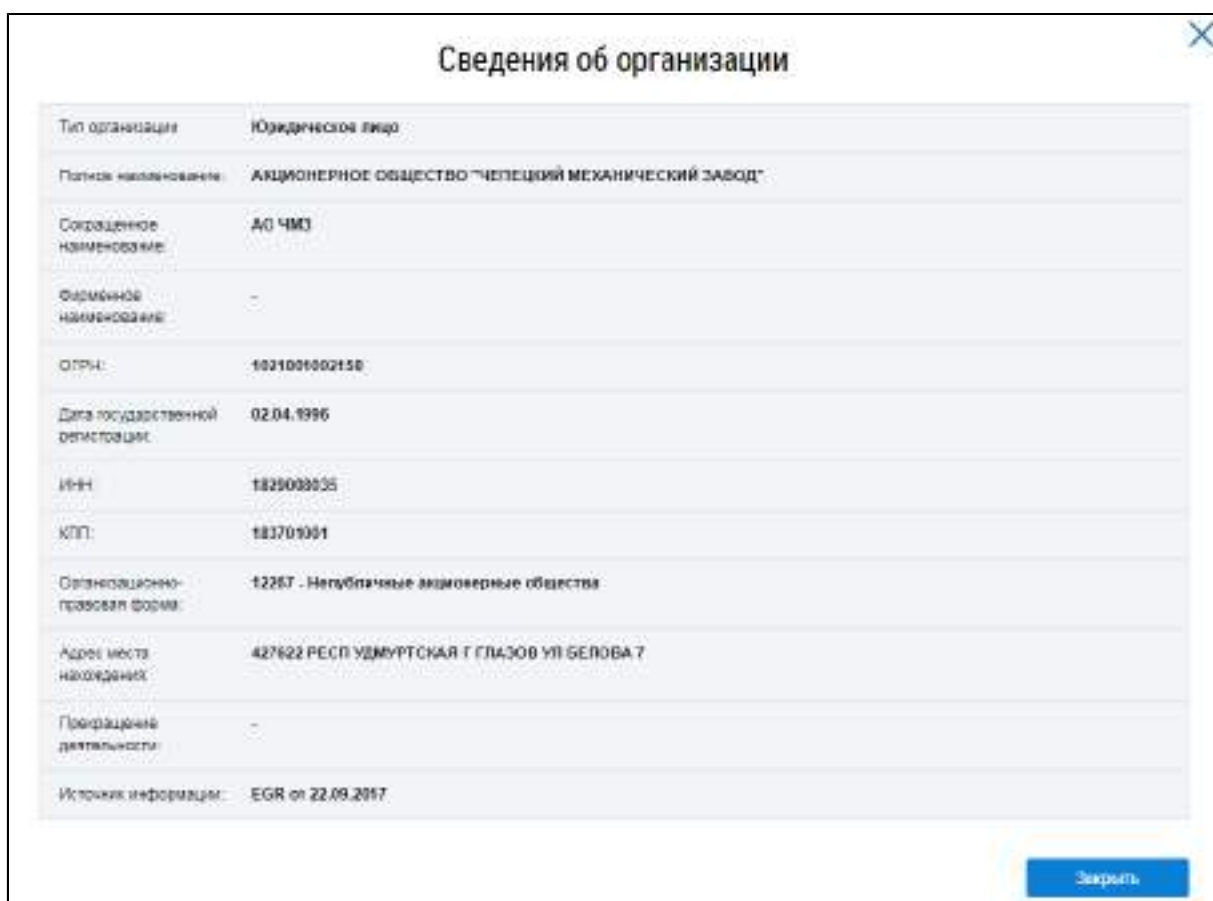 Сведения об организации
Тип организации Юридическое лицо
Полное наименование: АКЦИОНЕРНОЕ ОБЩЕСТВО "ЧЕПЕЦКИЙ МЕХАНИЧЕСКИЙ ЗАВОД"
Сокращенное АО ЧМЗ
наименование:
Фирменное -
наименование:
ОГРН:
Дата государственной 02.04.1996
регистрации:
ИНН:
КПП: 183701001
Организационно- 12267 - Непубличные акционерные общества
правовая форма:
Адрес места 427622 РЕСП УДМУРТСКАЯ Г ГЛАЗОВ УЛ БЕЛОВА 7
нахождения:
Прекращение -
деятельности:
Источник информации: EGR от 22.09.2017
Закрыть